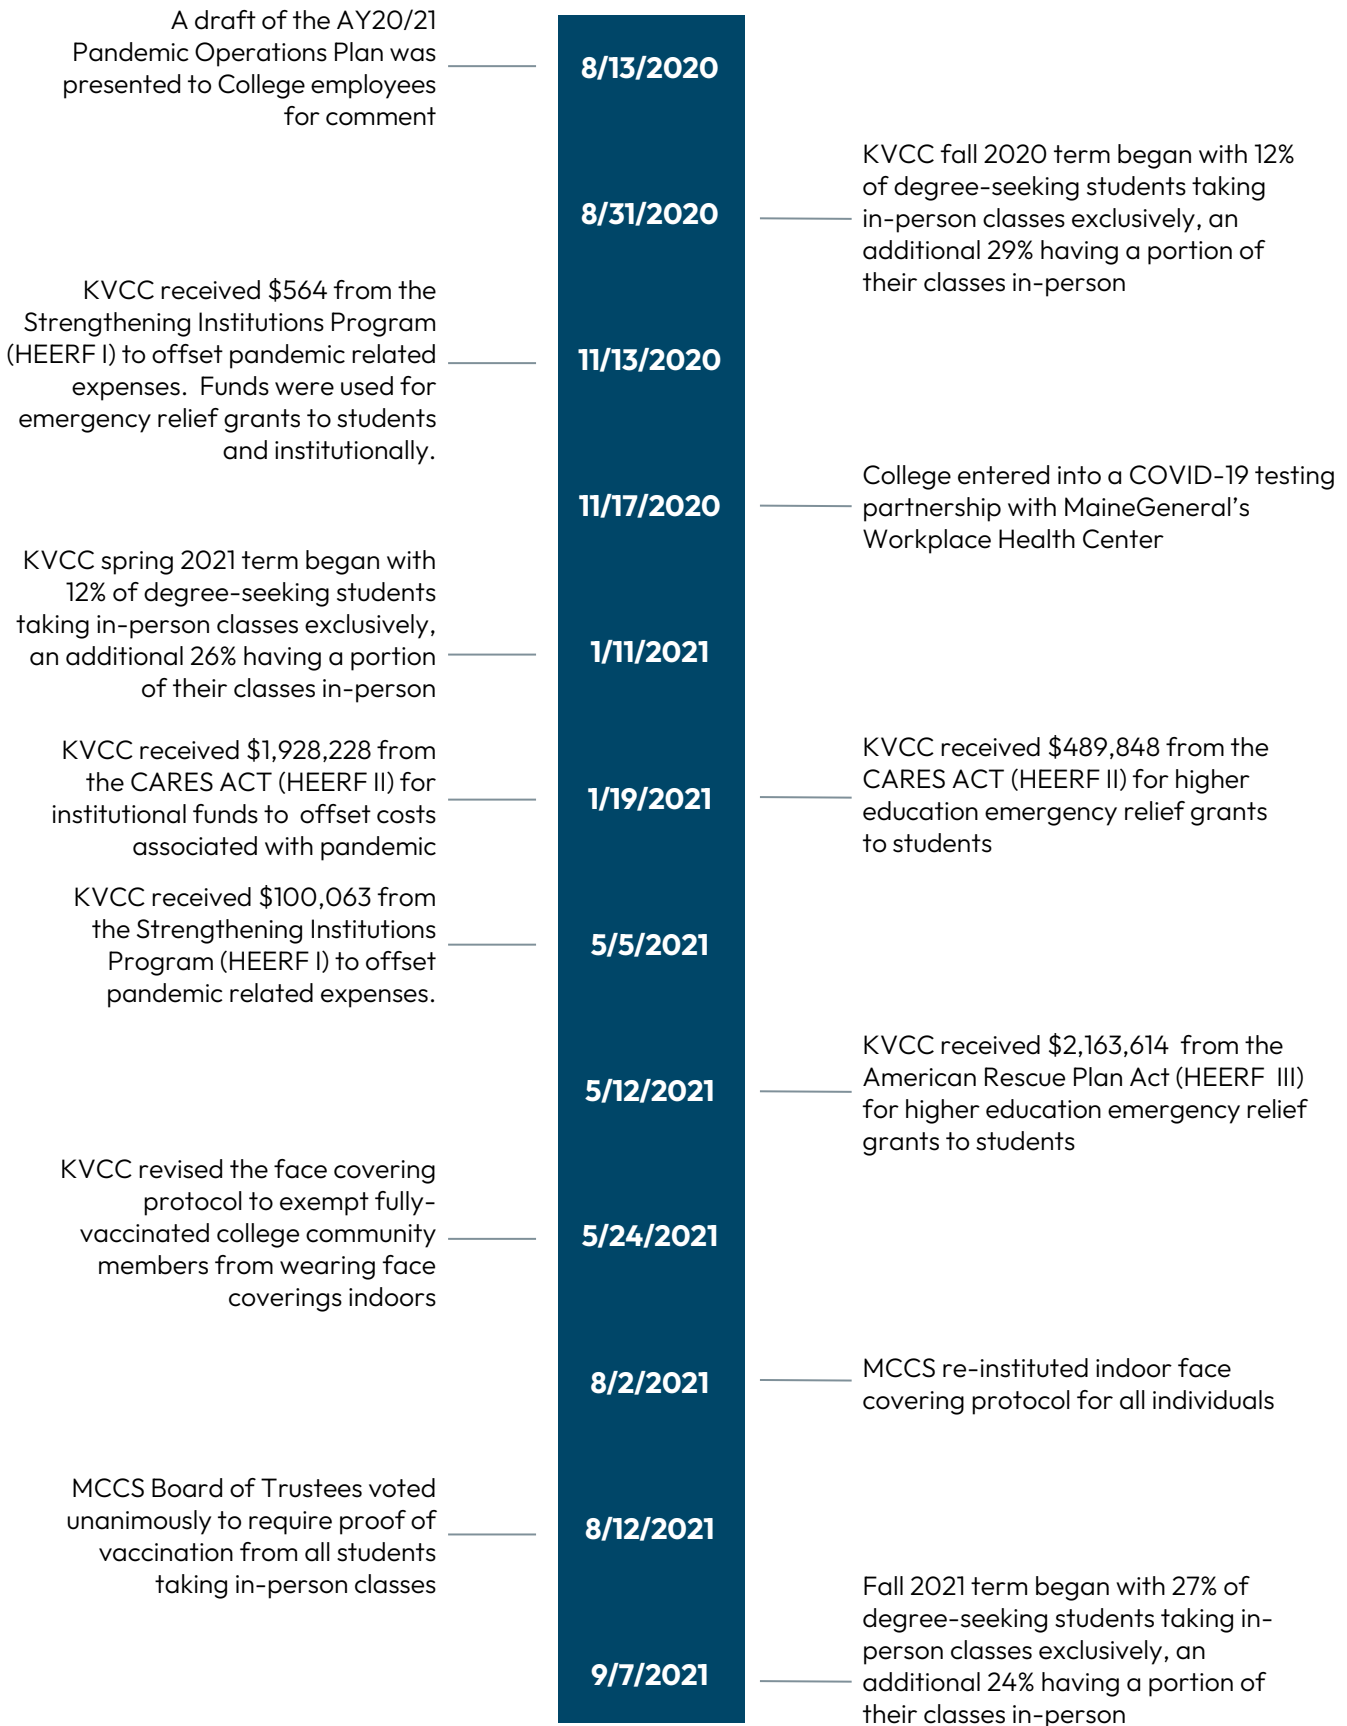 A draft of the AY20/21
Pandemic Operations Plan was
presented to College employees
for comment
8/13/2020
8/31/2020
KVCC fall 2020 term began with 12%
of degree-seeking students taking
in-person classes exclusively, an
additional 29% having a portion of
their classes in-person
KVCC received $564 from the
Strengthening Institutions Program
(HEERF I) to offset pandemic related
expenses.  Funds were used for
emergency relief grants to students
and institutionally.
11/13/2020
11/17/2020
College entered into a COVID-19 testing
partnership with MaineGeneral’s
Workplace Health Center
KVCC spring 2021 term began with
12% of degree-seeking students
taking in-person classes exclusively,
an additional 26% having a portion
of their classes in-person
1/11/2021
KVCC received $1,928,228 from
the CARES ACT (HEERF II) for
institutional funds to  offset costs
associated with pandemic
1/19/2021
KVCC received $489,848 from the
CARES ACT (HEERF II) for higher
education emergency relief grants
to students
KVCC received $100,063 from
the Strengthening Institutions
Program (HEERF I) to offset
pandemic related expenses.
5/5/2021
5/12/2021
KVCC received $2,163,614  from the
American Rescue Plan Act (HEERF  III)
for higher education emergency relief
grants to students
KVCC revised the face covering
protocol to exempt fully-
vaccinated college community
members from wearing face
coverings indoors
5/24/2021
8/2/2021
MCCS re-instituted indoor face
covering protocol for all individuals
MCCS Board of Trustees voted
unanimously to require proof of
vaccination from all students
taking in-person classes
8/12/2021
9/7/2021
Fall 2021 term began with 27% of
degree-seeking students taking in-
person classes exclusively, an
additional 24% having a portion of
their classes in-person